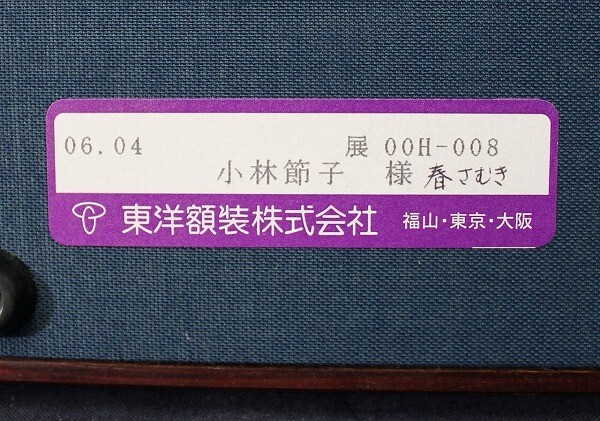 06.04 展 00H-008
小林節子 様 春さむき
東洋額装株式会社 福山・東京・大阪